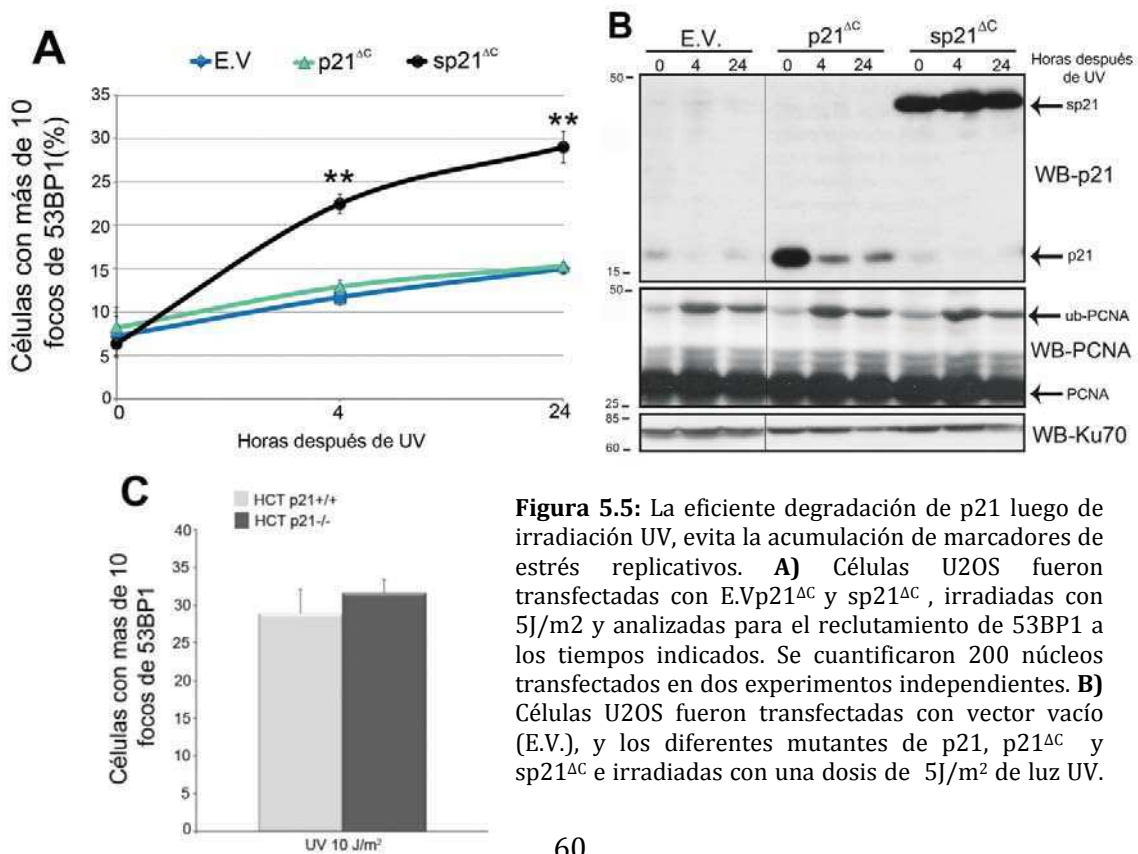 A
E.V p21ΔC sp21ΔC
Células con más de 10
focos de 53BP1(%)
35
30
25
20
15
10
5
0
**
**
0 4 24
Horas después de UV
B
E.V. p21ΔC sp21ΔC
0 4 24 0 4 24 0 4 24
Horas después
de UV
50
sp21
WB-p21
p21
15
50
ub-PCNA
WB-PCNA
PCNA
25
85
WB-Ku70
60
C
HCT p21+/+
HCT p21-/-
Células con mas de 10
focos de 53BP1
40
35
30
25
20
15
10
5
0
UV 10 J/m²
Figura 5.5: La eficiente degradación de p21 luego de
irradiación UV, evita la acumulación de marcadores de
estrés replicativos. A) Células U2OS fueron
transfectadas con E.Vp21ΔC y sp21ΔC , irradiadas con
5J/m2 y analizadas para el reclutamiento de 53BP1 a
los tiempos indicados. Se cuantificaron 200 núcleos
transfectados en dos experimentos independientes. B)
Células U2OS fueron transfectadas con vector vacío
(E.V.), y los diferentes mutantes de p21, p21ΔC y
sp21ΔC e irradiadas con una dosis de 5J/m² de luz UV.
60